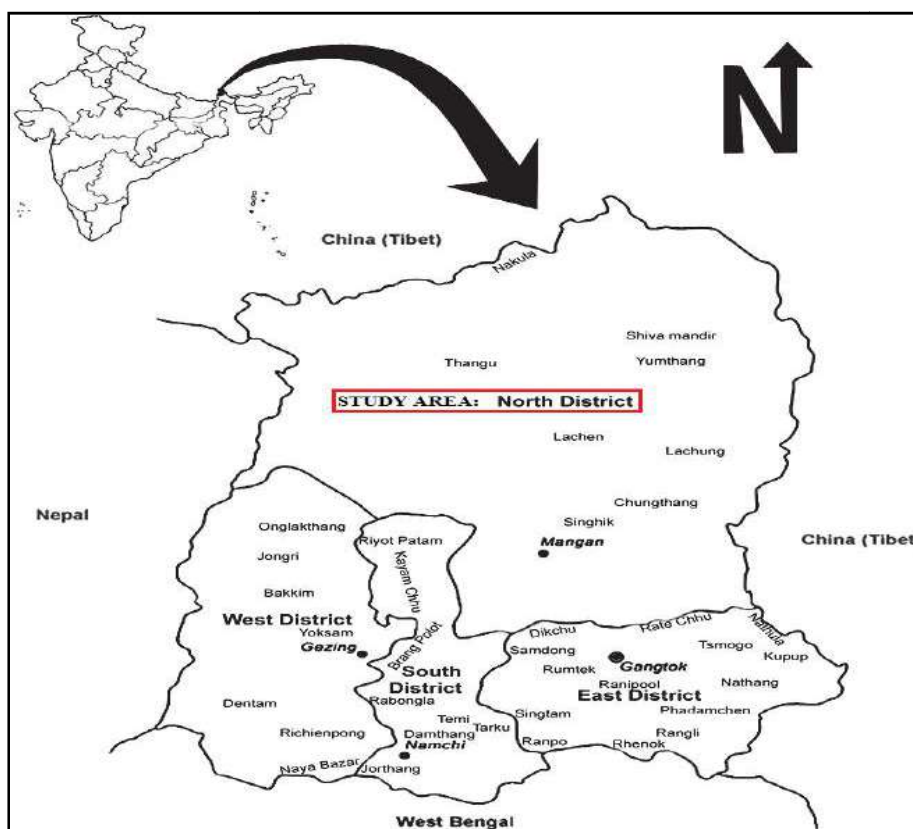 N
China (Tibet)
Nakula
Shiva mandir
Thangu
Yumthang
STUDY AREA: North District
Lachen
Lachung
Chungthang
Nepal
Singhik
Onglakthang
Riyot Patam
Mangan
China (Tibet
Jongri
Kayam Chhu
Bakkim
West District
Yoksam
Gezing
Brang Polot
Dikchu
Rate Chhu
Nathula
Samdong
Tsmogo
Kupup
Rumtek
Gangtok
South
District
Ranipool
Nathang
East District
Rabongla
Dentam
Phadamchen
Temi
Singtam
Tarku
Richienpong
Damthang
Rangli
Namchi
Ranpo
Rhenok
Naya Bazar
Jorthang
West Bengal